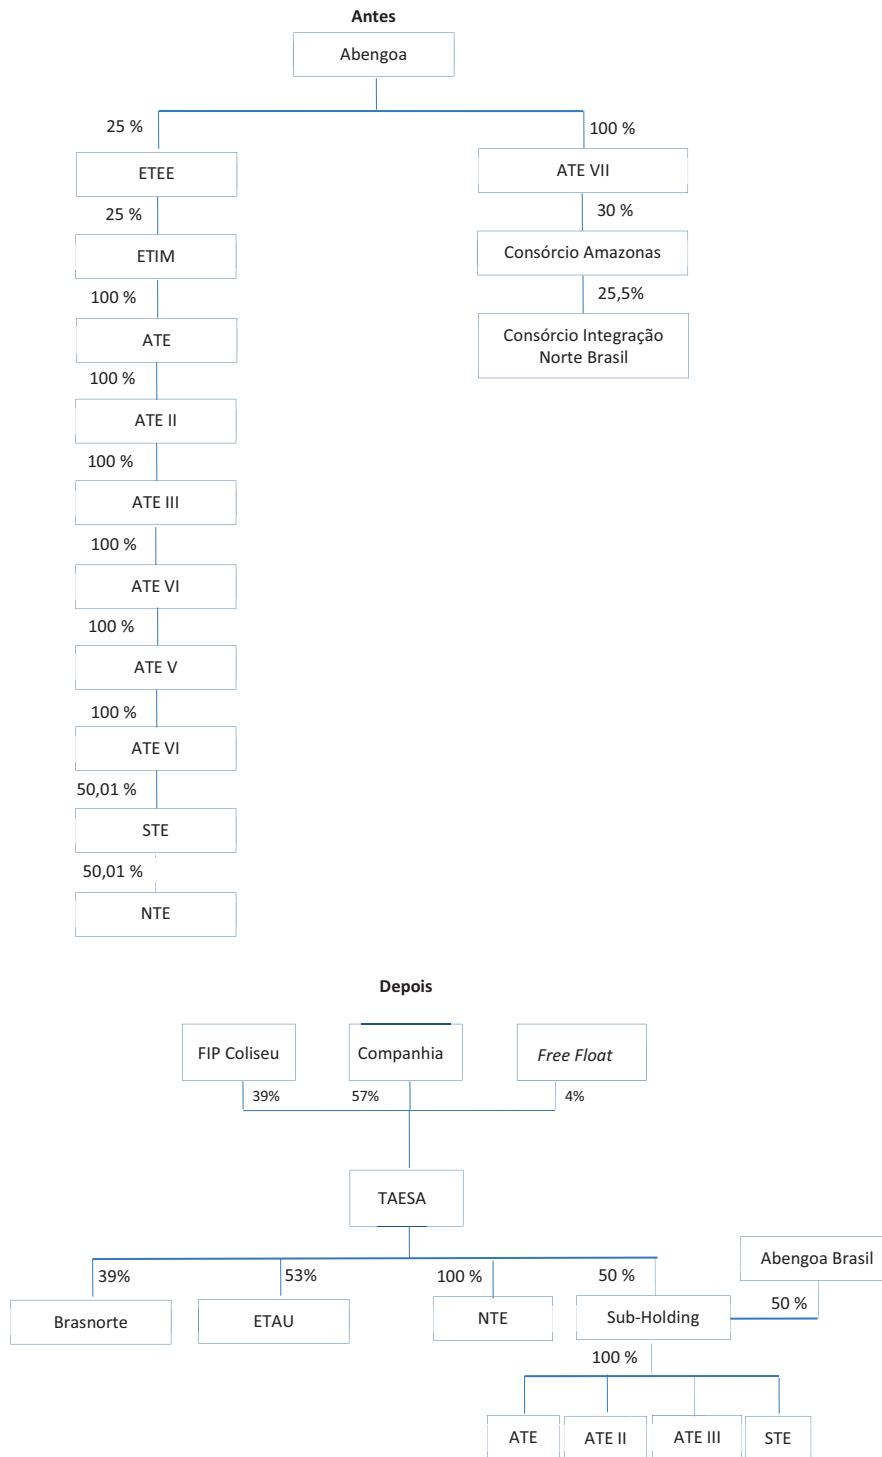 Antes
Abengoa
25 %
100 %
ETEE
ATE VII
25 %
30 %
ETIM
Consórcio Amazonas
100 %
25,5%
ATE
Consórcio Integração
Norte Brasil
100 %
ATE II
100 %
ATE III
100 %
ATE VI
100 %
ATE V
100 %
ATE VI
50,01 %
STE
50,01 %
NTE
Depois
FIP Coliseu
Companhia
Free Float
39%
57%
4%
TAESA
Abengoa Brasil
39%
53%
100 %
50 %
50 %
Brasnorte
ETAU
NTE
Sub-Holding
100 %
ATE
ATE II
ATE III
STE